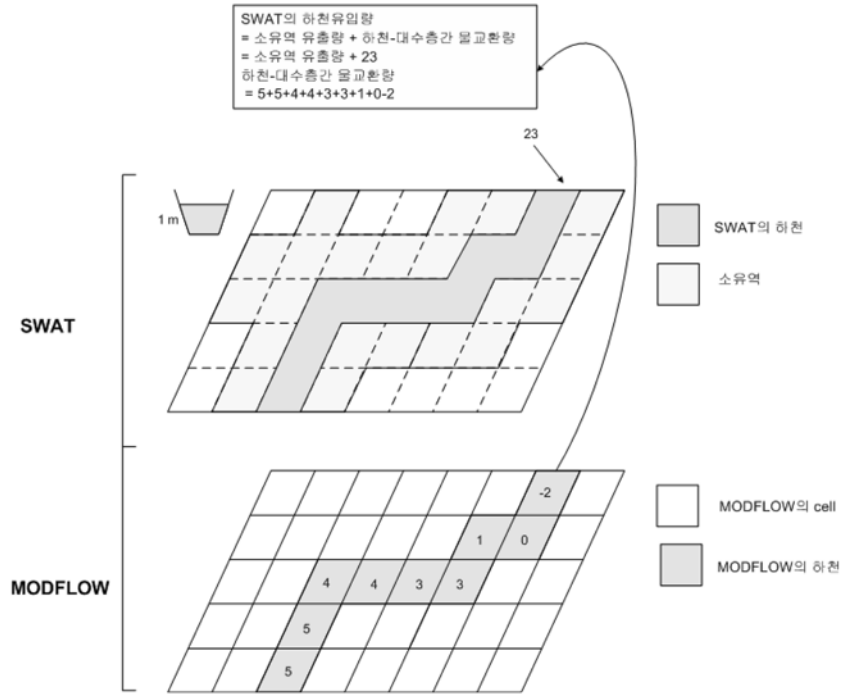 SWAT의 하천유입량
= 소유역 유출량 + 하천-대수층간 물교환량
= 소유역 유출량 + 23
하천-대수층간 물교환량
= 5+5+4+4+3+3+1+0-2
23
1 m
SWAT의 하천
소유역
SWAT
-2
1 0
4 4 3 3
5
5
MODFLOW의 cell
MODFLOW의 하천
MODFLOW